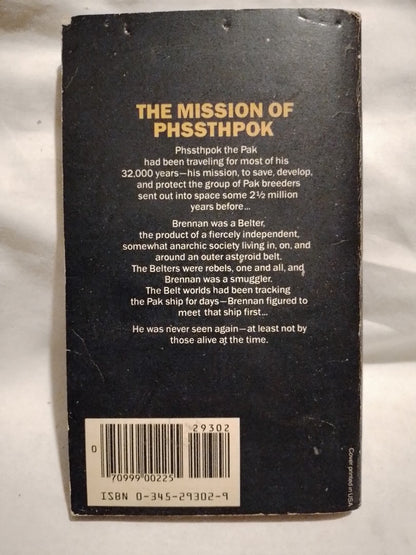 THE MISSION OF
PHSSTHPOK
Phssthpok the Pak
had been traveling for most of his
32,000 years—his mission, to save, develop,
and protect the group of Pak breeders
sent out into space some 2½ million
years before...
Brennan was a Belter,
the product of a fiercely independent,
somewhat anarchic society living in, on, and
around an outer asteroid belt.
The Belters were rebels, one and all, and
Brennan was a smuggler.
The Belt worlds had been tracking
the Pak ship for days—Brennan figured to
meet that ship first...
He was never seen again—at least not by
those alive at the time.
29302
0
70999 00225
ISBN 0-345-29302-9
Cover printed in USA